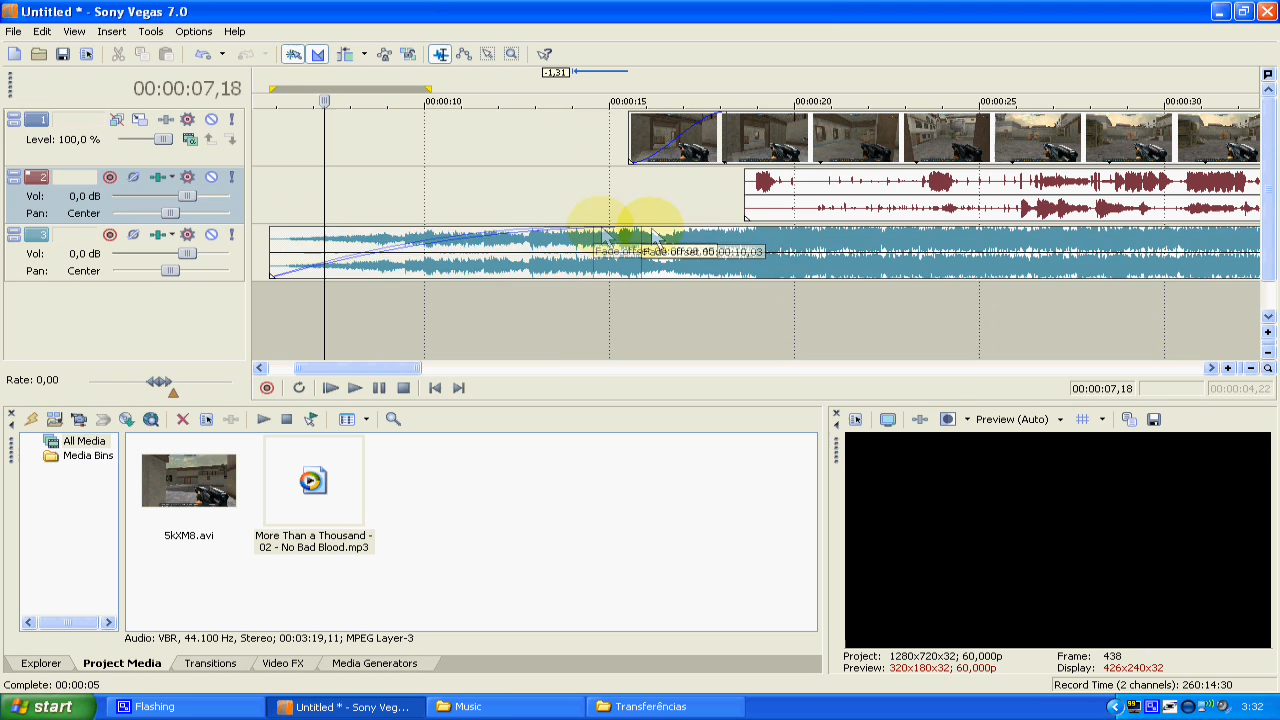 Untitled * - Sony Vegas 7.0
File Edit View Insert Tools Options Help
-1,31
00:00:07,18
00:00:10 00:00:15 00:00:20 00:00:25 00:00:30
1
Level: 100,0 %
2
Vol: 0,0 dB
Pan: Center
3
Vol: 0,0 dB
Pan: Center
Fade offset 00:00:10,03
Rate: 0,00
00:00:07,18 00:00:04,22
All Media
Media Bins
5kXM8.avi
More Than a Thousand -
02 - No Bad Blood.mp3
Audio: VBR, 44.100 Hz, Stereo; 00:03:19,11; MPEG Layer-3
Explorer Project Media Transitions Video FX Media Generators
Preview (Auto)
Project: 1280x720x32; 60,000p Frame: 438
Preview: 320x180x32; 60,000p Display: 426x240x32
Complete: 00:00:05
Record Time (2 channels): 260:14:30
start Flashing Untitled * - Sony Veg... Music Transferências 99 3:32